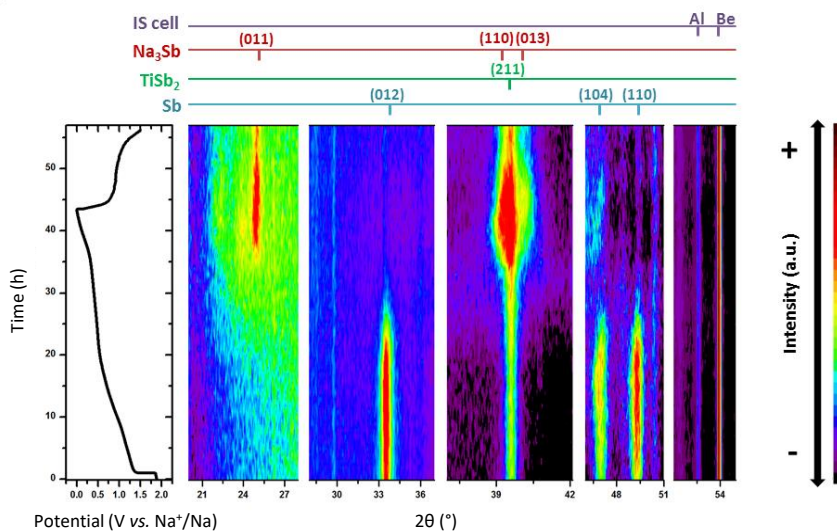 IS cell
Al
Be
Na₃Sb
(011)
(110)
(013)
TiSb₂
(211)
Sb
(012)
(104)
(110)
Time (h)
50
40
30
20
10
0
0.0 0.5 1.0 1.5 2.0
21 24 27
30 33 36
39 42
48 51
54
Potential (V vs. Na⁺/Na)
2θ (°)
+
Intensity (a.u.)
-